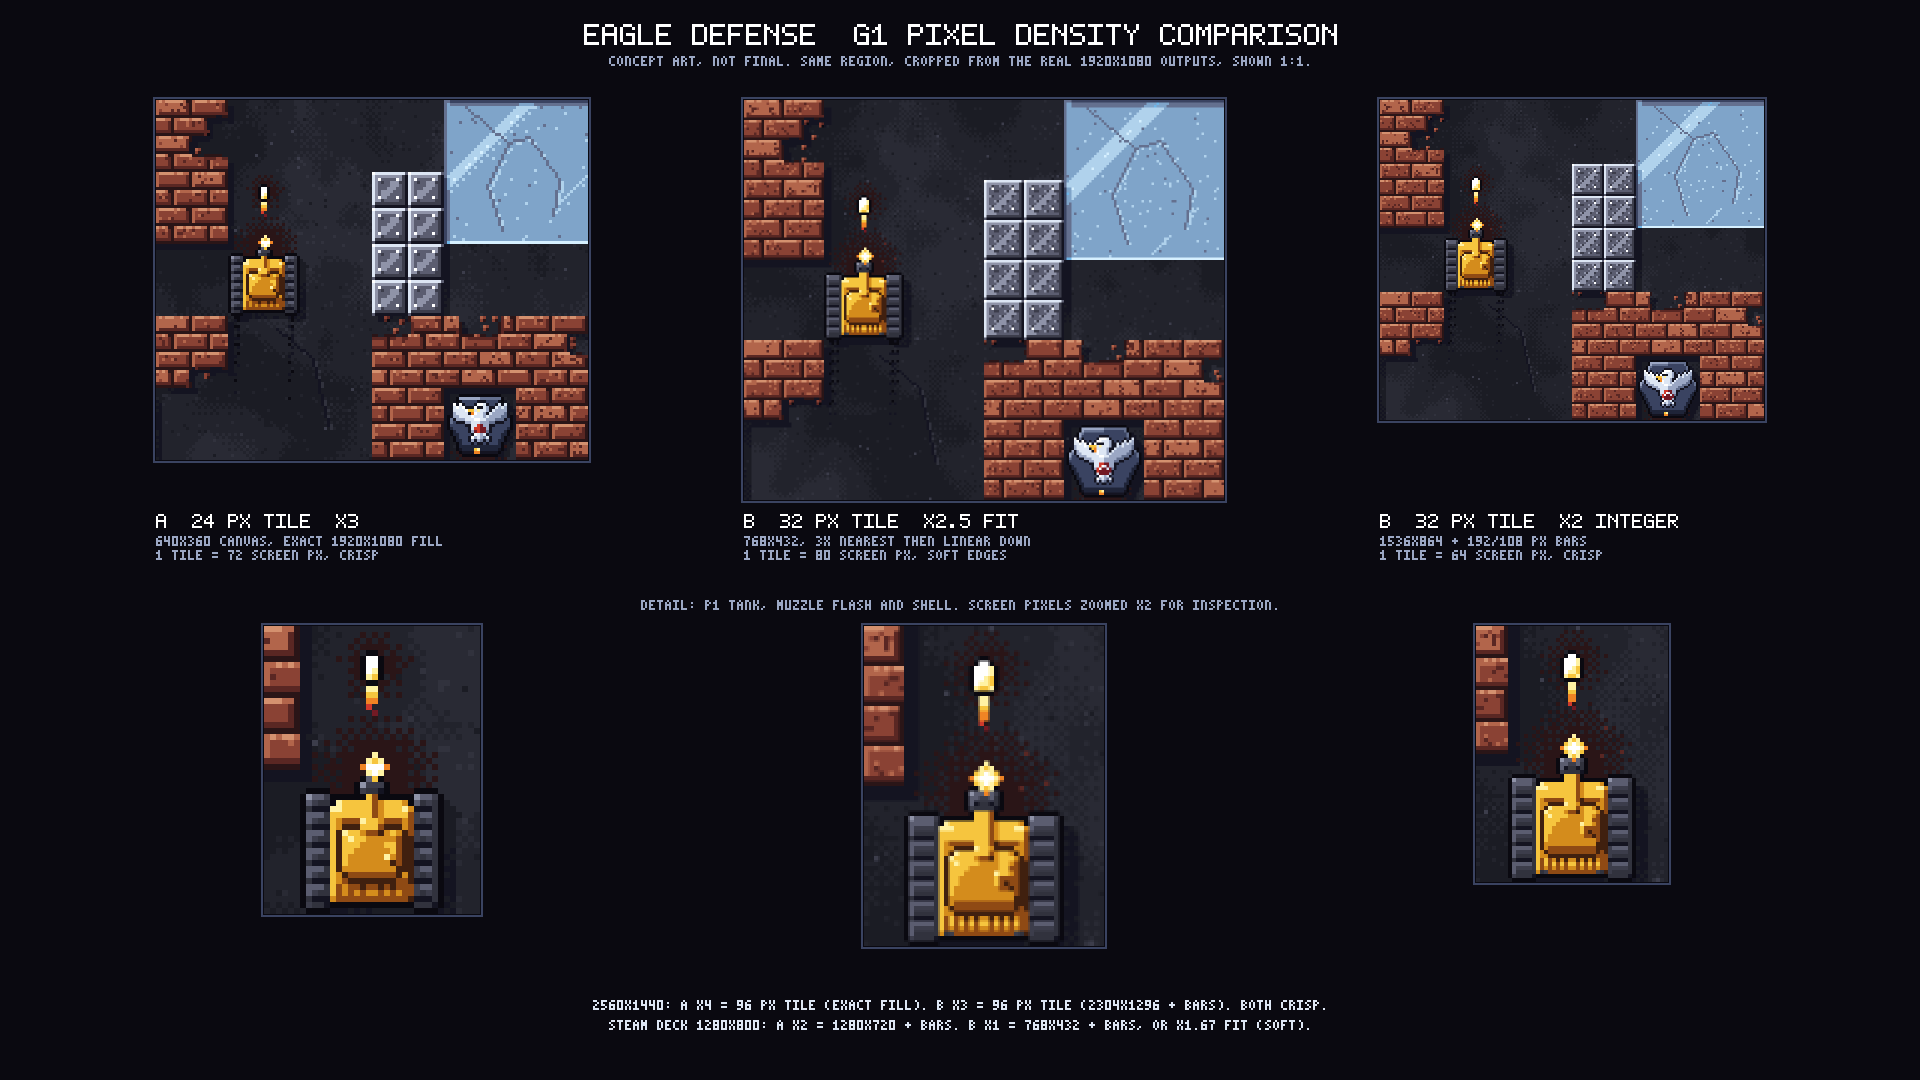 EAGLE DEFENSE  G1 PIXEL DENSITY COMPARISON
CONCEPT ART, NOT FINAL. SAME REGION, CROPPED FROM THE REAL 1920X1080 OUTPUTS, SHOWN 1:1.
A  24 PX TILE  X3
640X360 CANVAS, EXACT 1920X1080 FILL
1 TILE = 72 SCREEN PX, CRISP
B  32 PX TILE  X2.5 FIT
768X432, 3X NEAREST THEN LINEAR DOWN
1 TILE = 80 SCREEN PX, SOFT EDGES
B  32 PX TILE  X2 INTEGER
1536X864 + 192/108 PX BARS
1 TILE = 64 SCREEN PX, CRISP
DETAIL: P1 TANK, MUZZLE FLASH AND SHELL. SCREEN PIXELS ZOOMED X2 FOR INSPECTION.
2560X1440: A X4 = 96 PX TILE (EXACT FILL). B X3 = 96 PX TILE (2304X1296 + BARS). BOTH CRISP.
STEAM DECK 1280X800: A X2 = 1280X720 + BARS. B X1 = 768X432 + BARS, OR X1.67 FIT (SOFT).